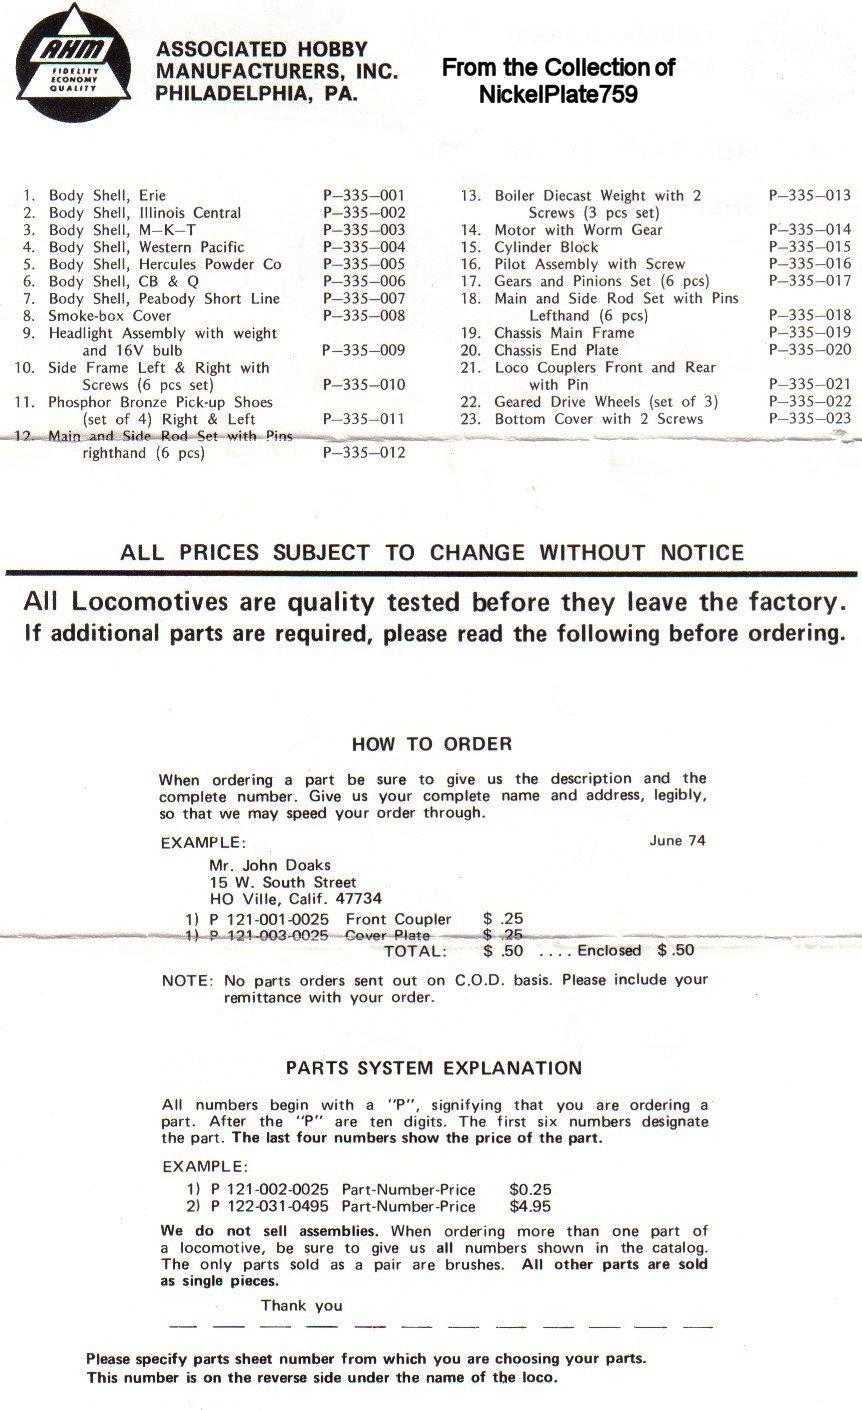 AHM
FIDELITY
ECONOMY
QUALITY
ASSOCIATED HOBBY
MANUFACTURERS, INC.
PHILADELPHIA, PA.
From the Collection of
NickelPlate759
1. Body Shell, Erie P—335—001
2. Body Shell, Illinois Central P—335—002
3. Body Shell, M—K—T P—335—003
4. Body Shell, Western Pacific P—335—004
5. Body Shell, Hercules Powder Co P—335—005
6. Body Shell, CB & Q P—335—006
7. Body Shell, Peabody Short Line P—335—007
8. Smoke-box Cover P—335—008
9. Headlight Assembly with weight
and 16V bulb P—335—009
10. Side Frame Left & Right with
Screws (6 pcs set) P—335—010
11. Phosphor Bronze Pick-up Shoes
(set of 4) Right & Left P—335—011
12. Main and Side Rod Set with Pins
righthand (6 pcs) P—335—012
13. Boiler Diecast Weight with 2 P—335—013
Screws (3 pcs set)
14. Motor with Worm Gear P—335—014
15. Cylinder Block P—335—015
16. Pilot Assembly with Screw P—335—016
17. Gears and Pinions Set (6 pcs) P—335—017
18. Main and Side Rod Set with Pins
Lefthand (6 pcs) P—335—018
19. Chassis Main Frame P—335—019
20. Chassis End Plate P—335—020
21. Loco Couplers Front and Rear
with Pin P—335—021
22. Geared Drive Wheels (set of 3) P—335—022
23. Bottom Cover with 2 Screws P—335—023
ALL PRICES SUBJECT TO CHANGE WITHOUT NOTICE
All Locomotives are quality tested before they leave the factory.
If additional parts are required, please read the following before ordering.
HOW TO ORDER
When ordering a part be sure to give us the description and the
complete number. Give us your complete name and address, legibly,
so that we may speed your order through.
EXAMPLE: June 74
Mr. John Doaks
15 W. South Street
HO Ville, Calif. 47734
1) P 121-001-0025 Front Coupler $ .25
1) P 121-003-0025 Cover Plate $ .25
TOTAL: $ .50 .... Enclosed $ .50
NOTE: No parts orders sent out on C.O.D. basis. Please include your
remittance with your order.
PARTS SYSTEM EXPLANATION
All numbers begin with a "P", signifying that you are ordering a
part. After the "P" are ten digits. The first six numbers designate
the part. The last four numbers show the price of the part.
EXAMPLE:
1) P 121-002-0025 Part-Number-Price $0.25
2) P 122-031-0495 Part-Number-Price $4.95
We do not sell assemblies. When ordering more than one part of
a locomotive, be sure to give us all numbers shown in the catalog.
The only parts sold as a pair are brushes. All other parts are sold
as single pieces.
Thank you
Please specify parts sheet number from which you are choosing your parts.
This number is on the reverse side under the name of the loco.